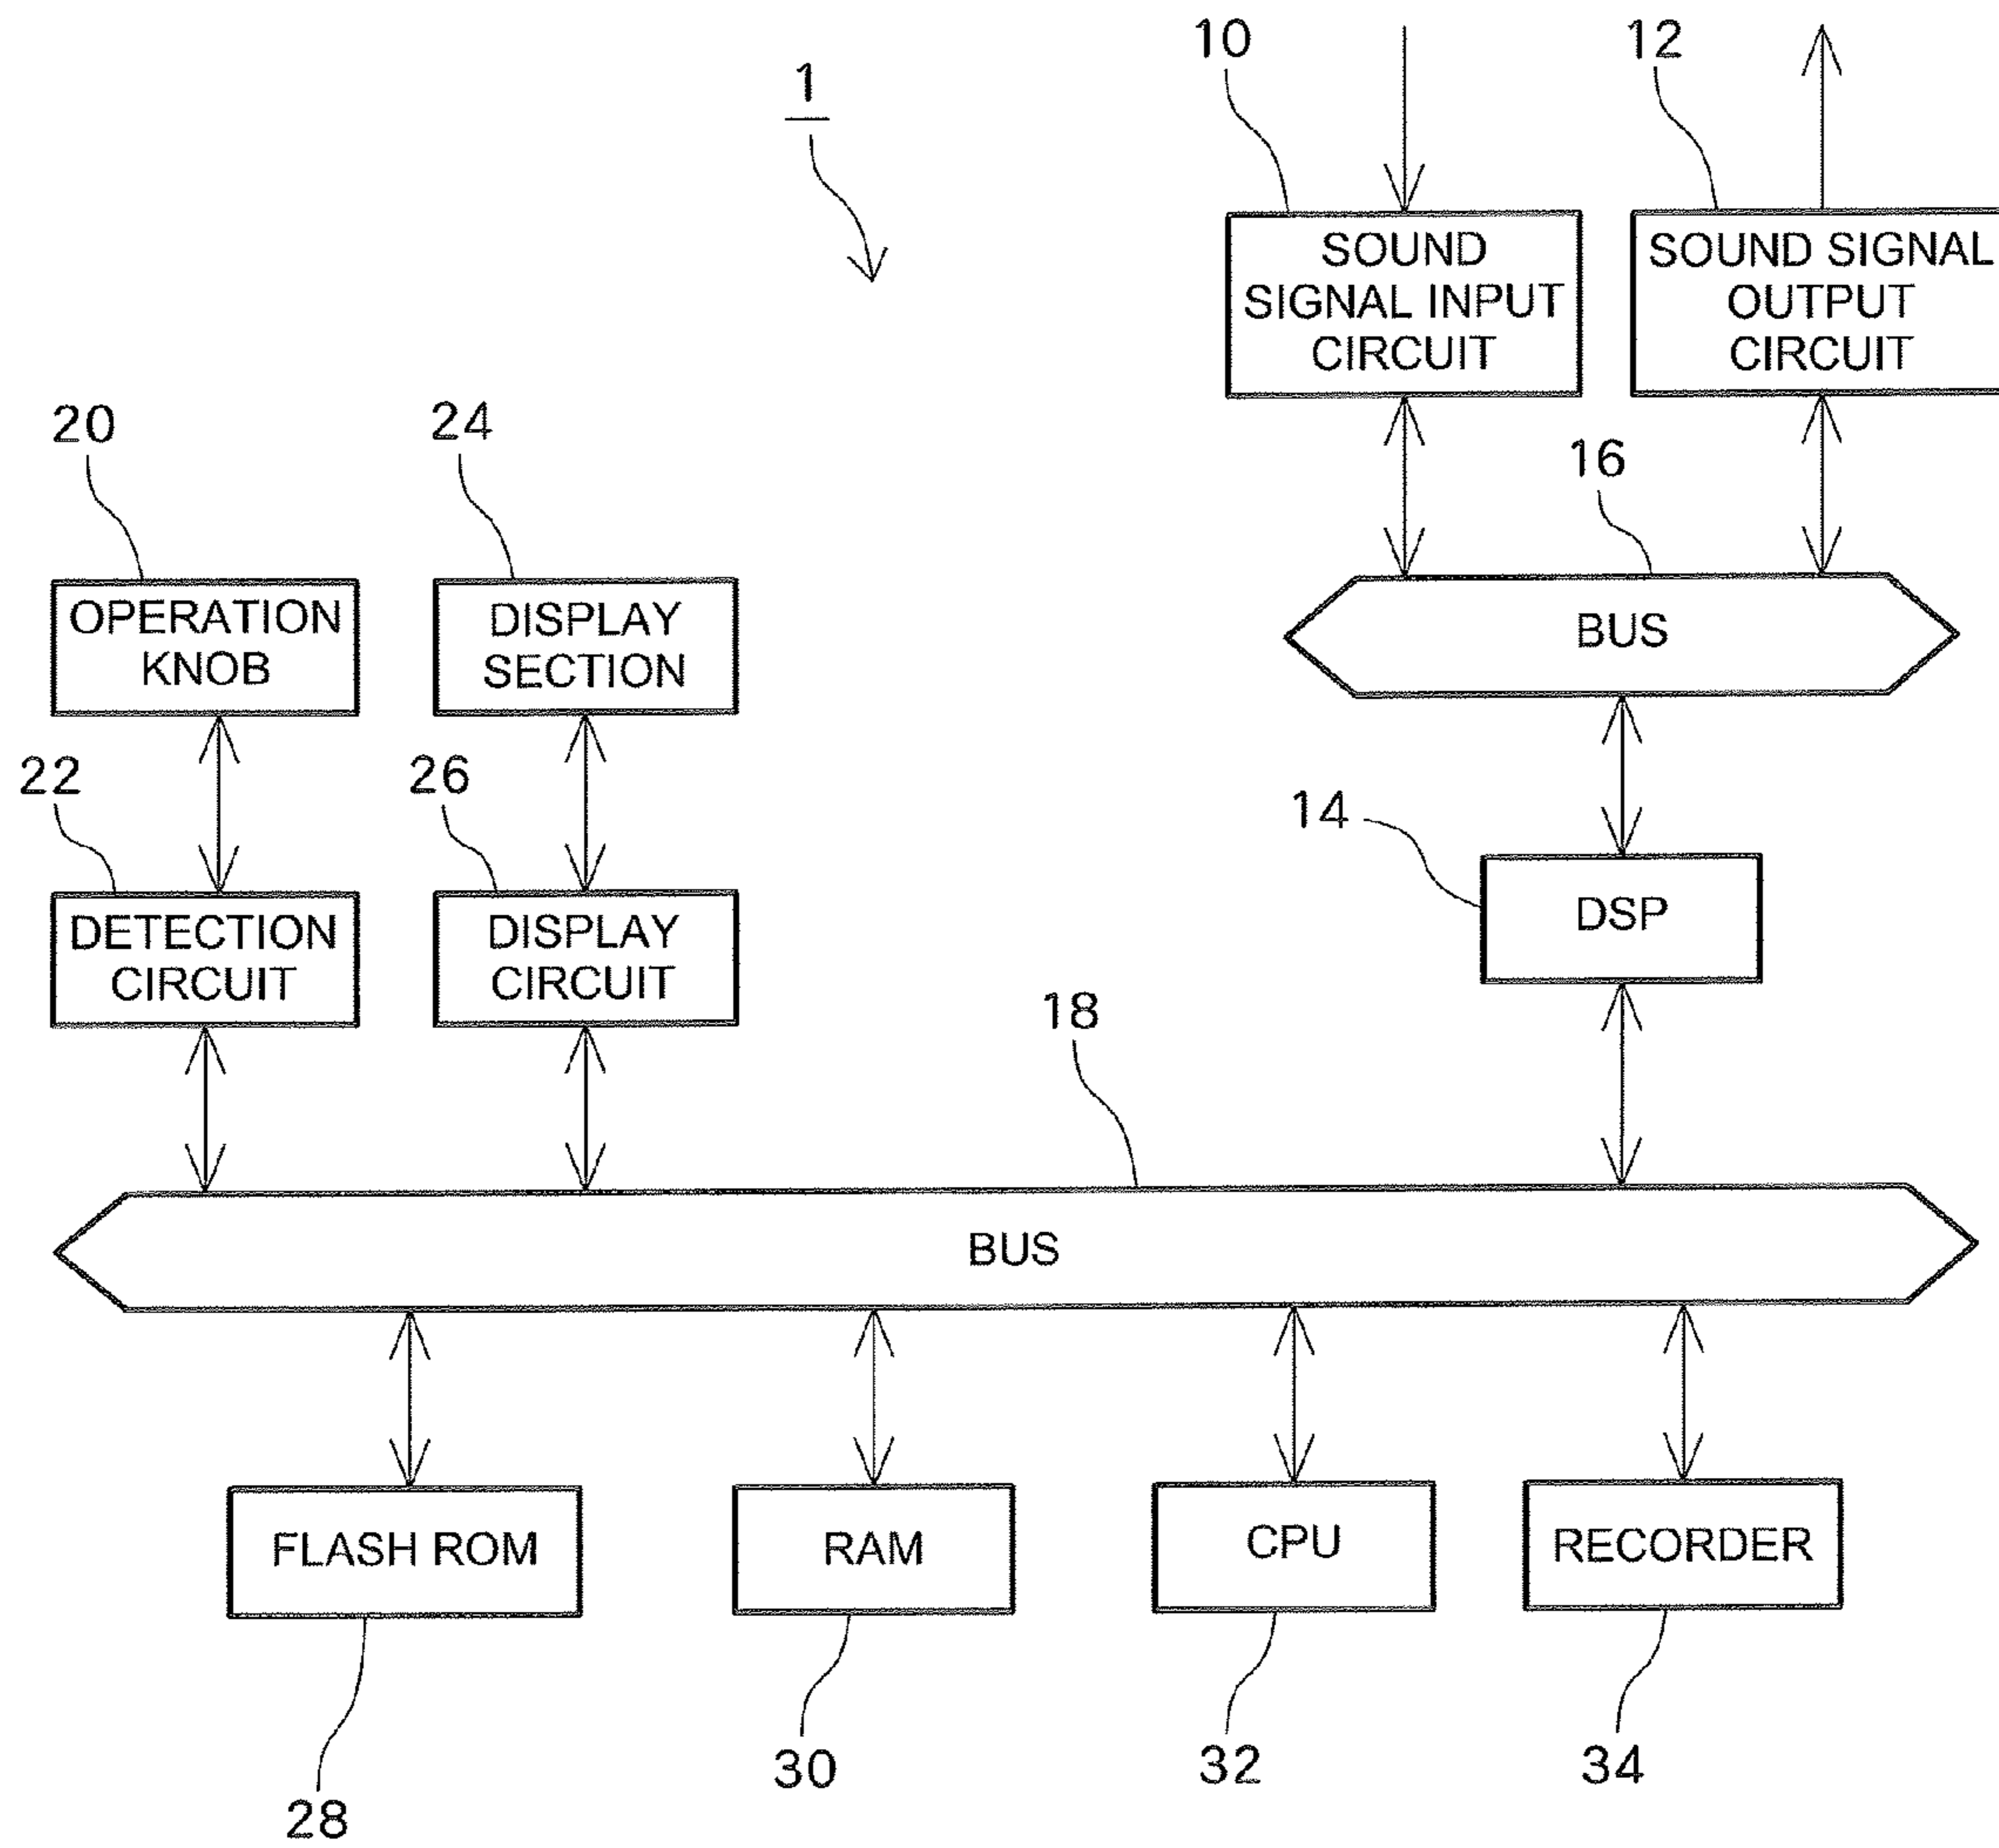 1
10
12
SOUND
SIGNAL INPUT
CIRCUIT
SOUND SIGNAL
OUTPUT
CIRCUIT
20
24
16
OPERATION
KNOB
DISPLAY
SECTION
BUS
22
26
14
DETECTION
CIRCUIT
DISPLAY
CIRCUIT
DSP
18
BUS
FLASH ROM
RAM
CPU
RECORDER
28
30
32
34